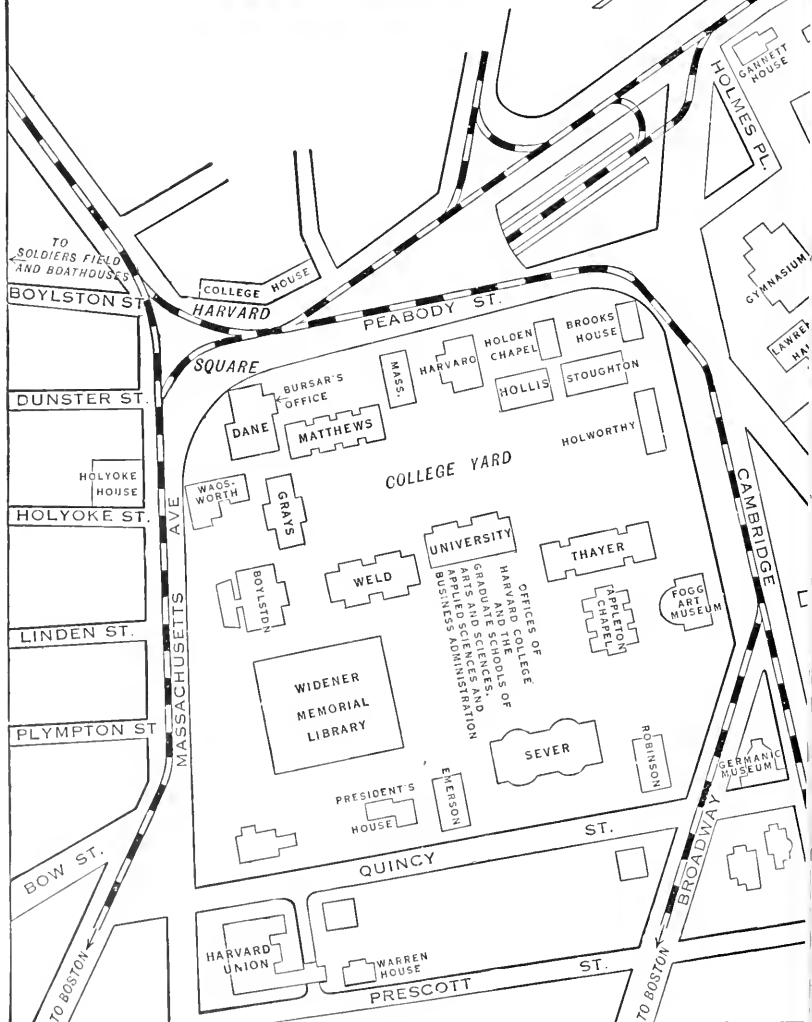 GANNETT
HOUSE
HOLMES PL.
TO
SOLDIERS FIELD
AND BOATHOUSES
BOYLSTON ST.
COLLEGE HOUSE
HARVARD
SQUARE
PEABODY ST.
GYMNASIUM
LAWRE
HAL
BURSAR'S
OFFICE
DANE
MATTHEWS
MASS.
HARVARD
HOLDEN
CHAPEL
HOLLIS
BROOKS
HOUSE
STOUGHTON
HOLWORTHY
DUNSTER ST.
HOLYOKE
HOUSE
HOLYOKE ST.
WADS-
WORTH
GRAYS
COLLEGE YARD
CAMBRIDGE
MASSACHUSETTS AVE
BOYLSTON
WELD
UNIVERSITY
OFFICES OF
HARVARD COLLEGE
AND THE
GRADUATE SCHOOLS OF
ARTS AND SCIENCES.
APPLIED SCIENCES AND
BUSINESS ADMINISTRATION
THAYER
APPLETON
CHAPEL
FOGG
ART
MUSEUM
LINDEN ST.
PLYMPTON ST
WIDENER
MEMORIAL
LIBRARY
SEVER
ROBINSON
GERMANIC
MUSEUM
PRESIDENT'S
HOUSE
EMERSON
BOW ST.
QUINCY ST.
BROADWAY
HARVARD
UNION
WARREN
HOUSE
PRESCOTT ST.
TO BOSTON
TO BOSTON